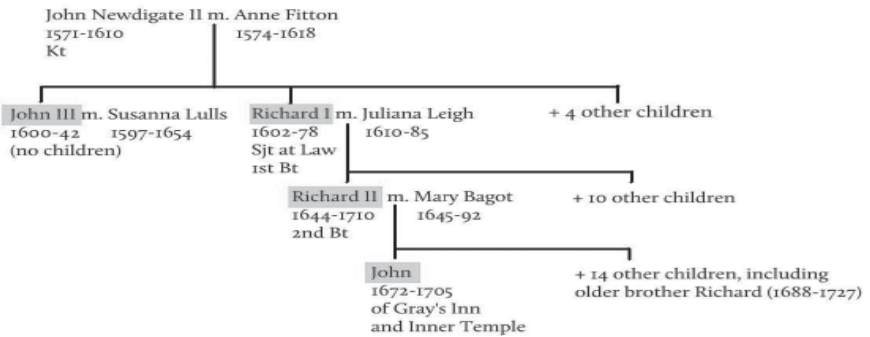 John Newdigate II m. Anne Fitton
1571-1610 1574-1618
Kt
John III m. Susanna Lulls Richard I m. Juliana Leigh + 4 other children
1600-42 1597-1654 1602-78 1610-85
(no children) Sjt at Law
1st Bt
Richard II m. Mary Bagot + 10 other children
1644-1710 1645-92
2nd Bt
John + 14 other children, including
1672-1705 older brother Richard (1688-1727)
of Gray's Inn
and Inner Temple